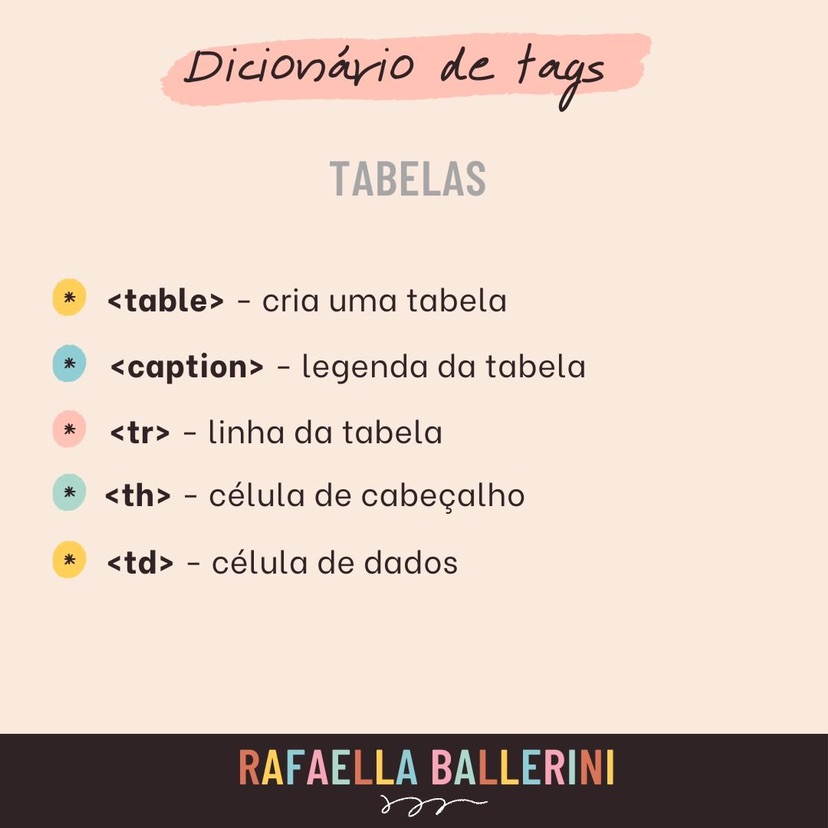 Dicionário de tags
TABELAS
* <table> - cria uma tabela
* <caption> - legenda da tabela
* <tr> - linha da tabela
* <th> - célula de cabeçalho
* <td> - célula de dados
RAFAELLA BALLERINI